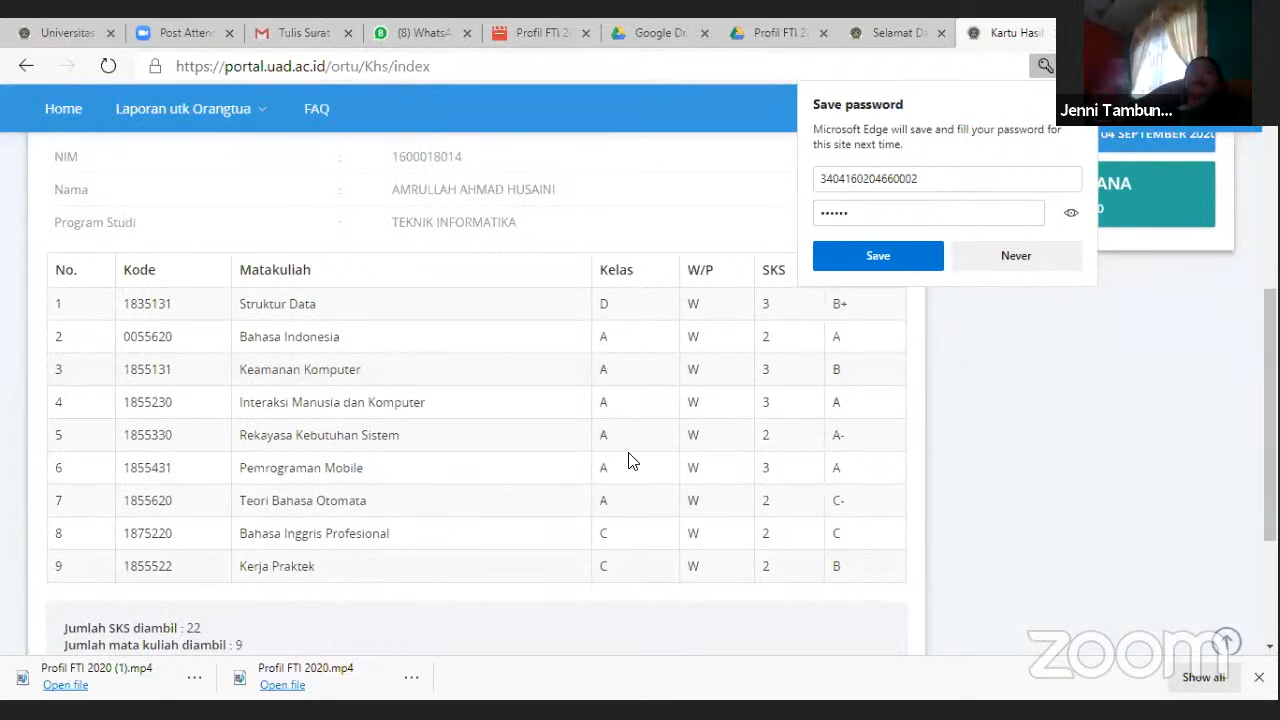 Universitas
Post Attend
Tulis Surat
(8) WhatsA
Profil FTI 2
Google Dr
Profil FTI 2
Selamat Da
Kartu Hasil
https://portal.uad.ac.id/ortu/Khs/index
Jenni Tambun...
Home Laporan utk Orangtua FAQ
Save password
Microsoft Edge will save and fill your password for
this site next time.
3404160204660002
••••••
Save Never
04 SEPTEMBER 2020
ANA
0
NIM : 1600018014
Nama : AMRULLAH AHMAD HUSAINI
Program Studi : TEKNIK INFORMATIKA
No. Kode Matakuliah Kelas W/P SKS
1 1835131 Struktur Data D W 3 B+
2 0055620 Bahasa Indonesia A W 2 A
3 1855131 Keamanan Komputer A W 3 B
4 1855230 Interaksi Manusia dan Komputer A W 3 A
5 1855330 Rekayasa Kebutuhan Sistem A W 2 A-
6 1855431 Pemrograman Mobile A W 3 A
7 1855620 Teori Bahasa Otomata A W 2 C-
8 1875220 Bahasa Inggris Profesional C W 2 C
9 1855522 Kerja Praktek C W 2 B
Jumlah SKS diambil : 22
Jumlah mata kuliah diambil : 9
zoom
Profil FTI 2020 (1).mp4
Open file
Profil FTI 2020.mp4
Open file
Show all